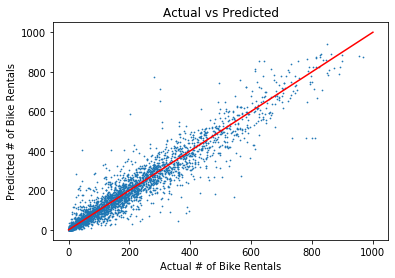 Actual vs Predicted
1000
800
600
400
200
0
Predicted # of Bike Rentals
0 200 400 600 800 1000
Actual # of Bike Rentals